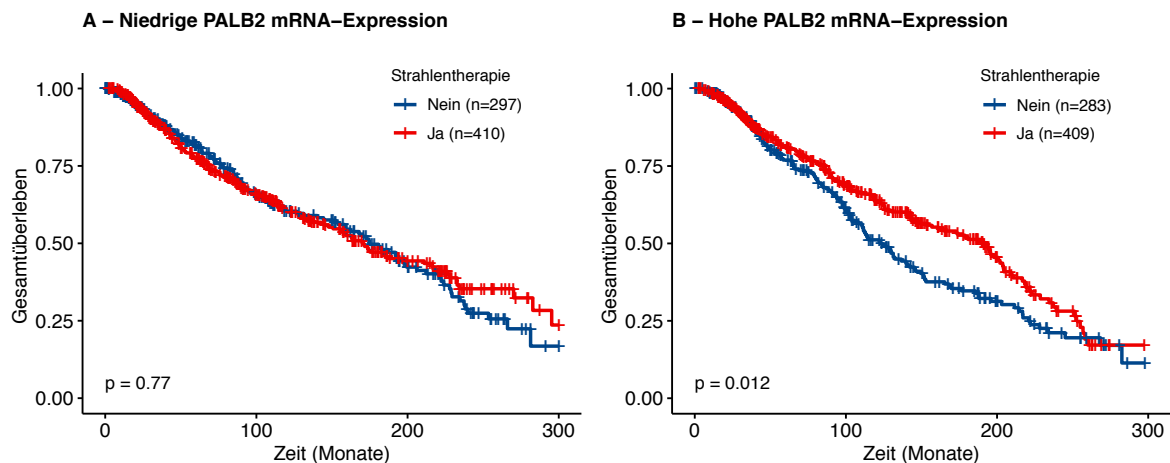 A – Niedrige PALB2 mRNA–Expression
Strahlentherapie
Nein (n=297)
Ja (n=410)
Gesamtüberleben
1.00
0.75
0.50
0.25
0.00
p = 0.77
0
100
200
300
Zeit (Monate)
B – Hohe PALB2 mRNA–Expression
Strahlentherapie
Nein (n=283)
Ja (n=409)
Gesamtüberleben
1.00
0.75
0.50
0.25
0.00
p = 0.012
0
100
200
300
Zeit (Monate)